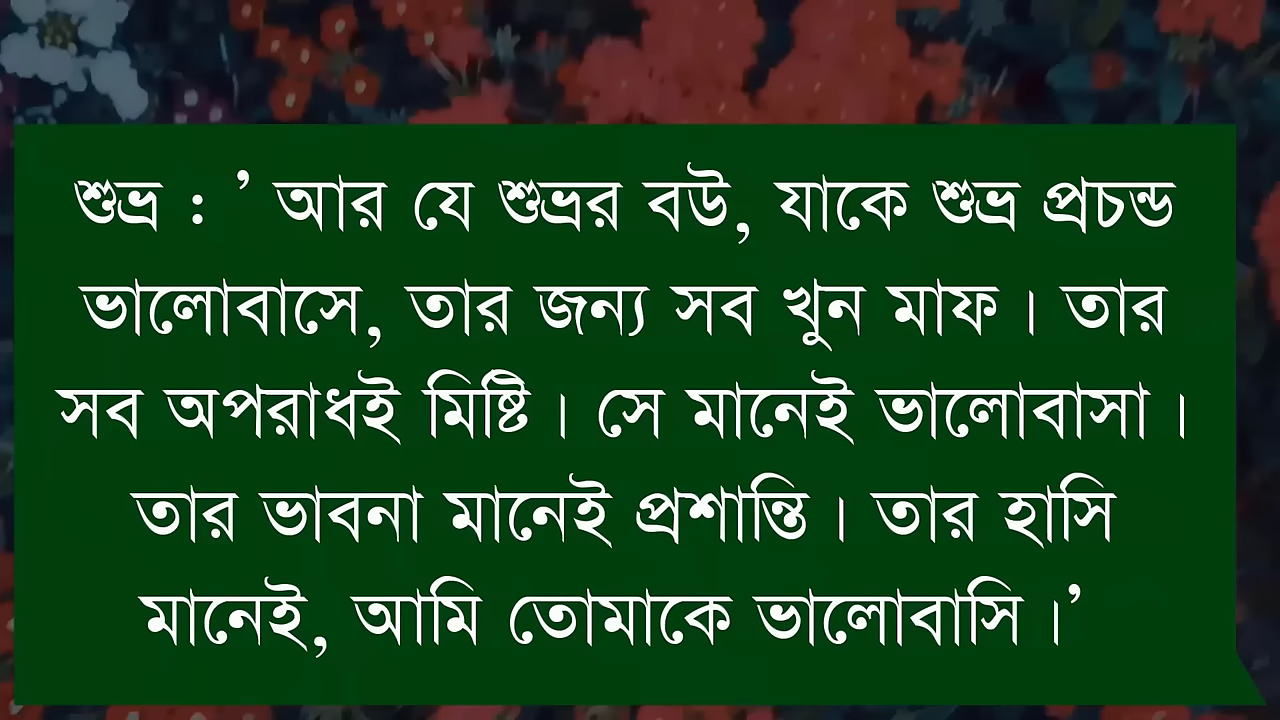 শুভ্র : ’ আর যে শুভ্রর বউ, যাকে শুভ্র প্রচন্ড
ভালোবাসে, তার জন্য সব খুন মাফ । তার
সব অপরাধই মিষ্টি । সে মানেই ভালোবাসা ।
তার ভাবনা মানেই প্রশান্তি । তার হাসি
মানেই, আমি তোমাকে ভালোবাসি ।’